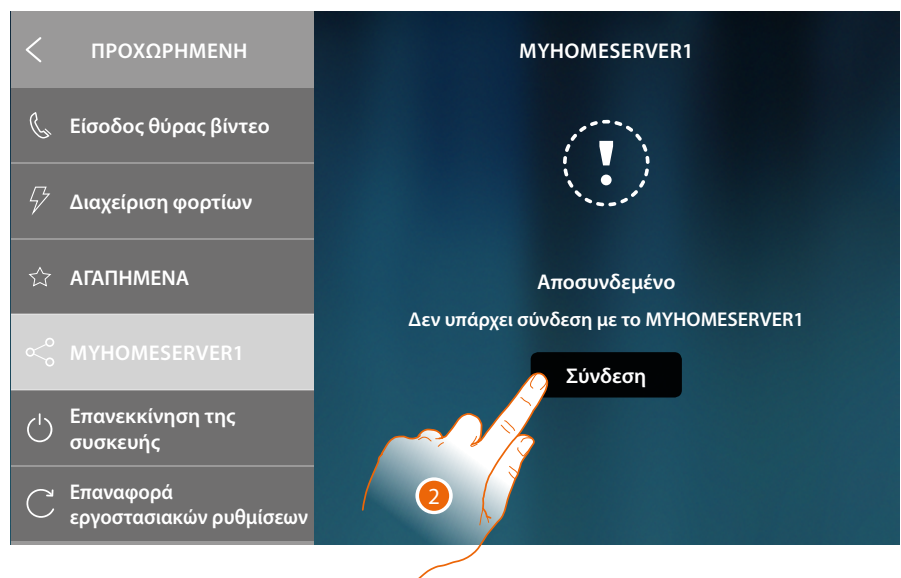 ΠΡΟΧΩΡΗΜΕΝΗ
Είσοδος θύρας βίντεο
Διαχείριση φορτίων
ΑΓΑΠΗΜΕΝΑ
MYHOMESERVER1
Επανεκκίνηση της
συσκευής
Επαναφορά
εργοστασιακών ρυθμίσεων
MYHOMESERVER1
Αποσυνδεμένο
Δεν υπάρχει σύνδεση με το MYHOMESERVER1
Σύνδεση
2